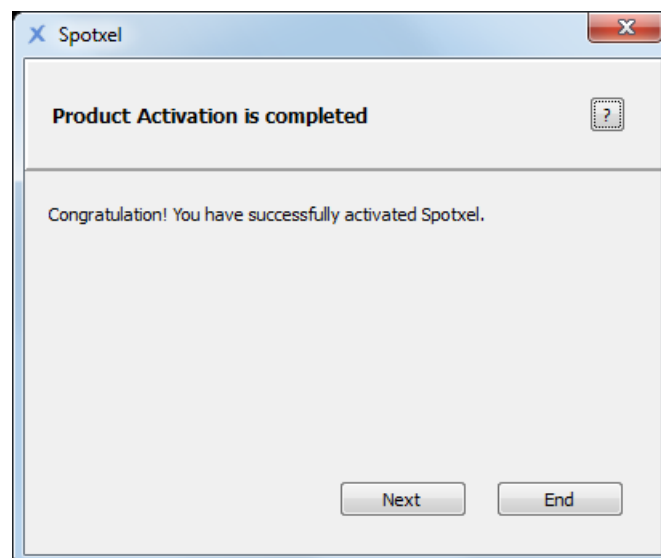 Spotxel
Product Activation is completed
?
Congratulation! You have successfully activated Spotxel.
Next End